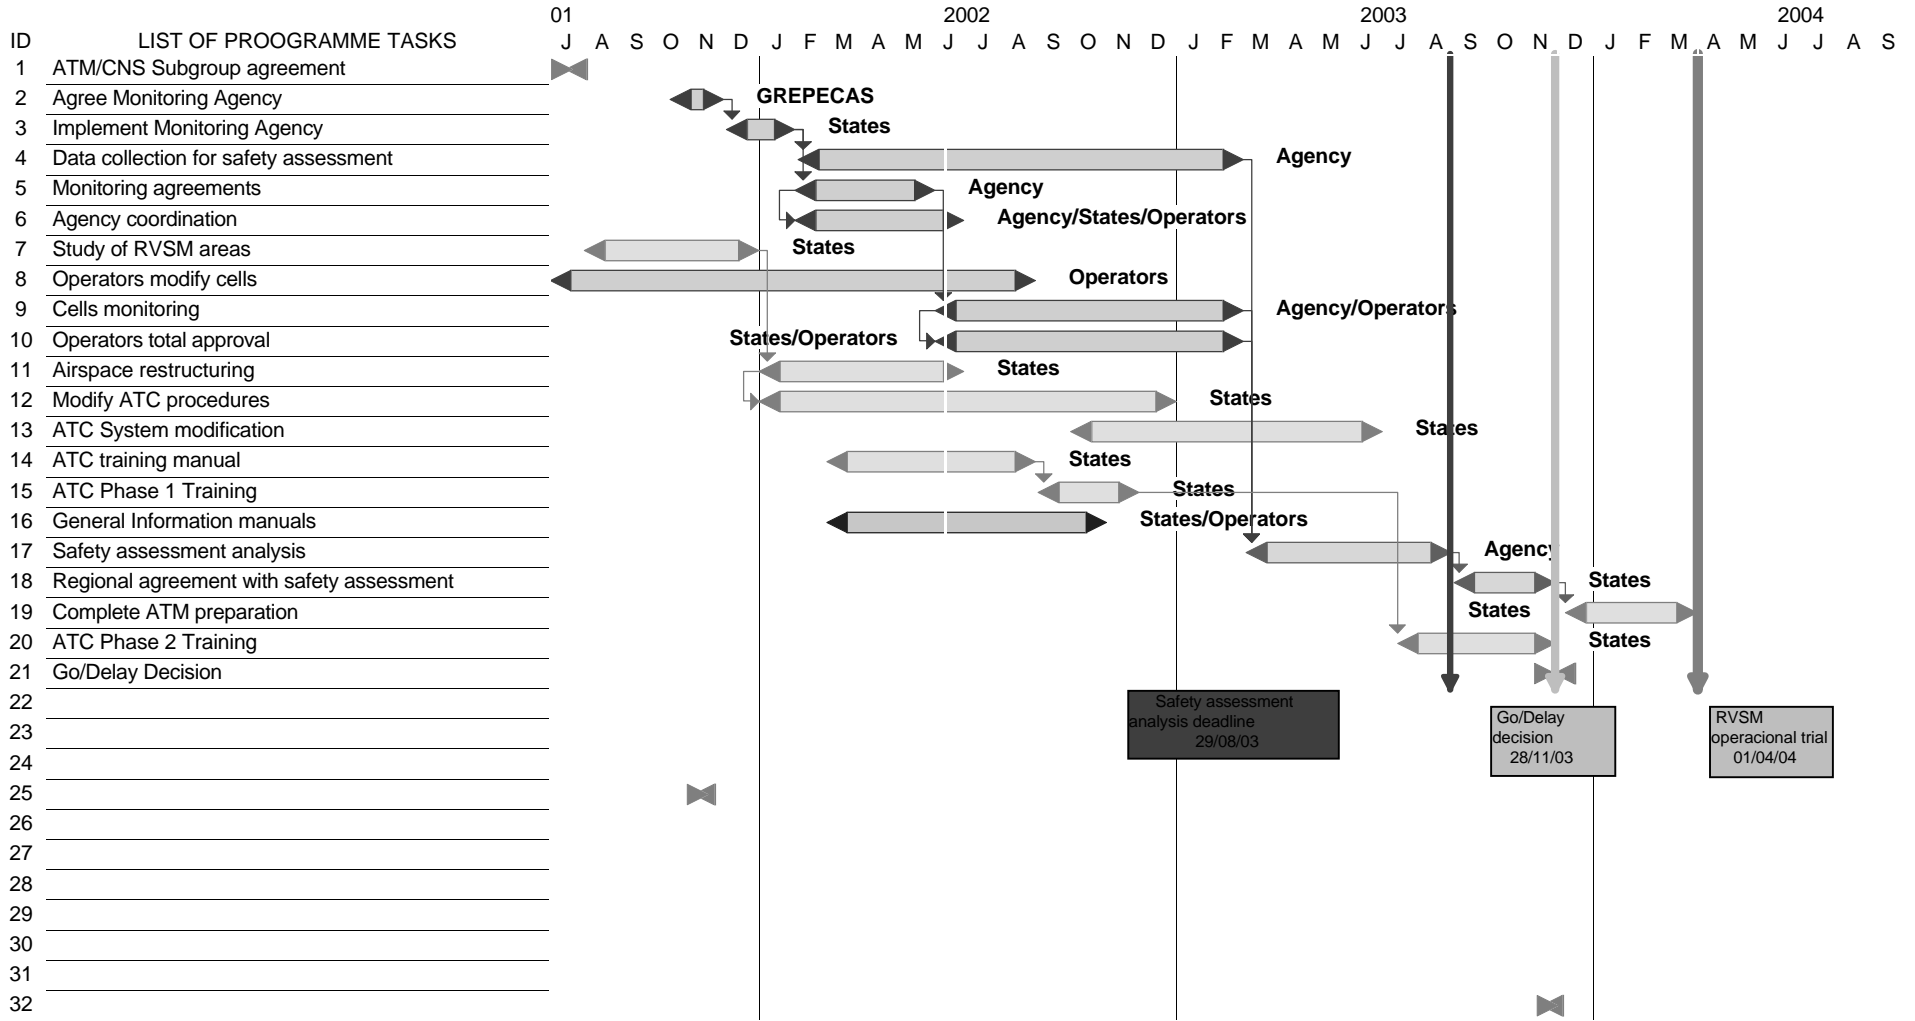 01 2002 2003 2004
ID LIST OF PROOGRAMME TASKS J A S O N D J F M A M J J A S O N D J F M A M J J A S O N D J F M A M J J A S
1 ATM/CNS Subgroup agreement
2 Agree Monitoring Agency GREPECAS
3 Implement Monitoring Agency States
4 Data collection for safety assessment Agency
5 Monitoring agreements Agency
6 Agency coordination Agency/States/Operators
7 Study of RVSM areas States
8 Operators modify cells Operators
9 Cells monitoring Agency/Operators
10 Operators total approval States/Operators
11 Airspace restructuring States
12 Modify ATC procedures States
13 ATC System modification States
14 ATC training manual States
15 ATC Phase 1 Training States
16 General Information manuals States/Operators
17 Safety assessment analysis Agency
18 Regional agreement with safety assessment States
19 Complete ATM preparation States
20 ATC Phase 2 Training States
21 Go/Delay Decision
22
23
24
25
26
27
28
29
30
31
32
Safety assessment
analysis deadline
29/08/03
Go/Delay
decision
28/11/03
RVSM
operacional trial
01/04/04